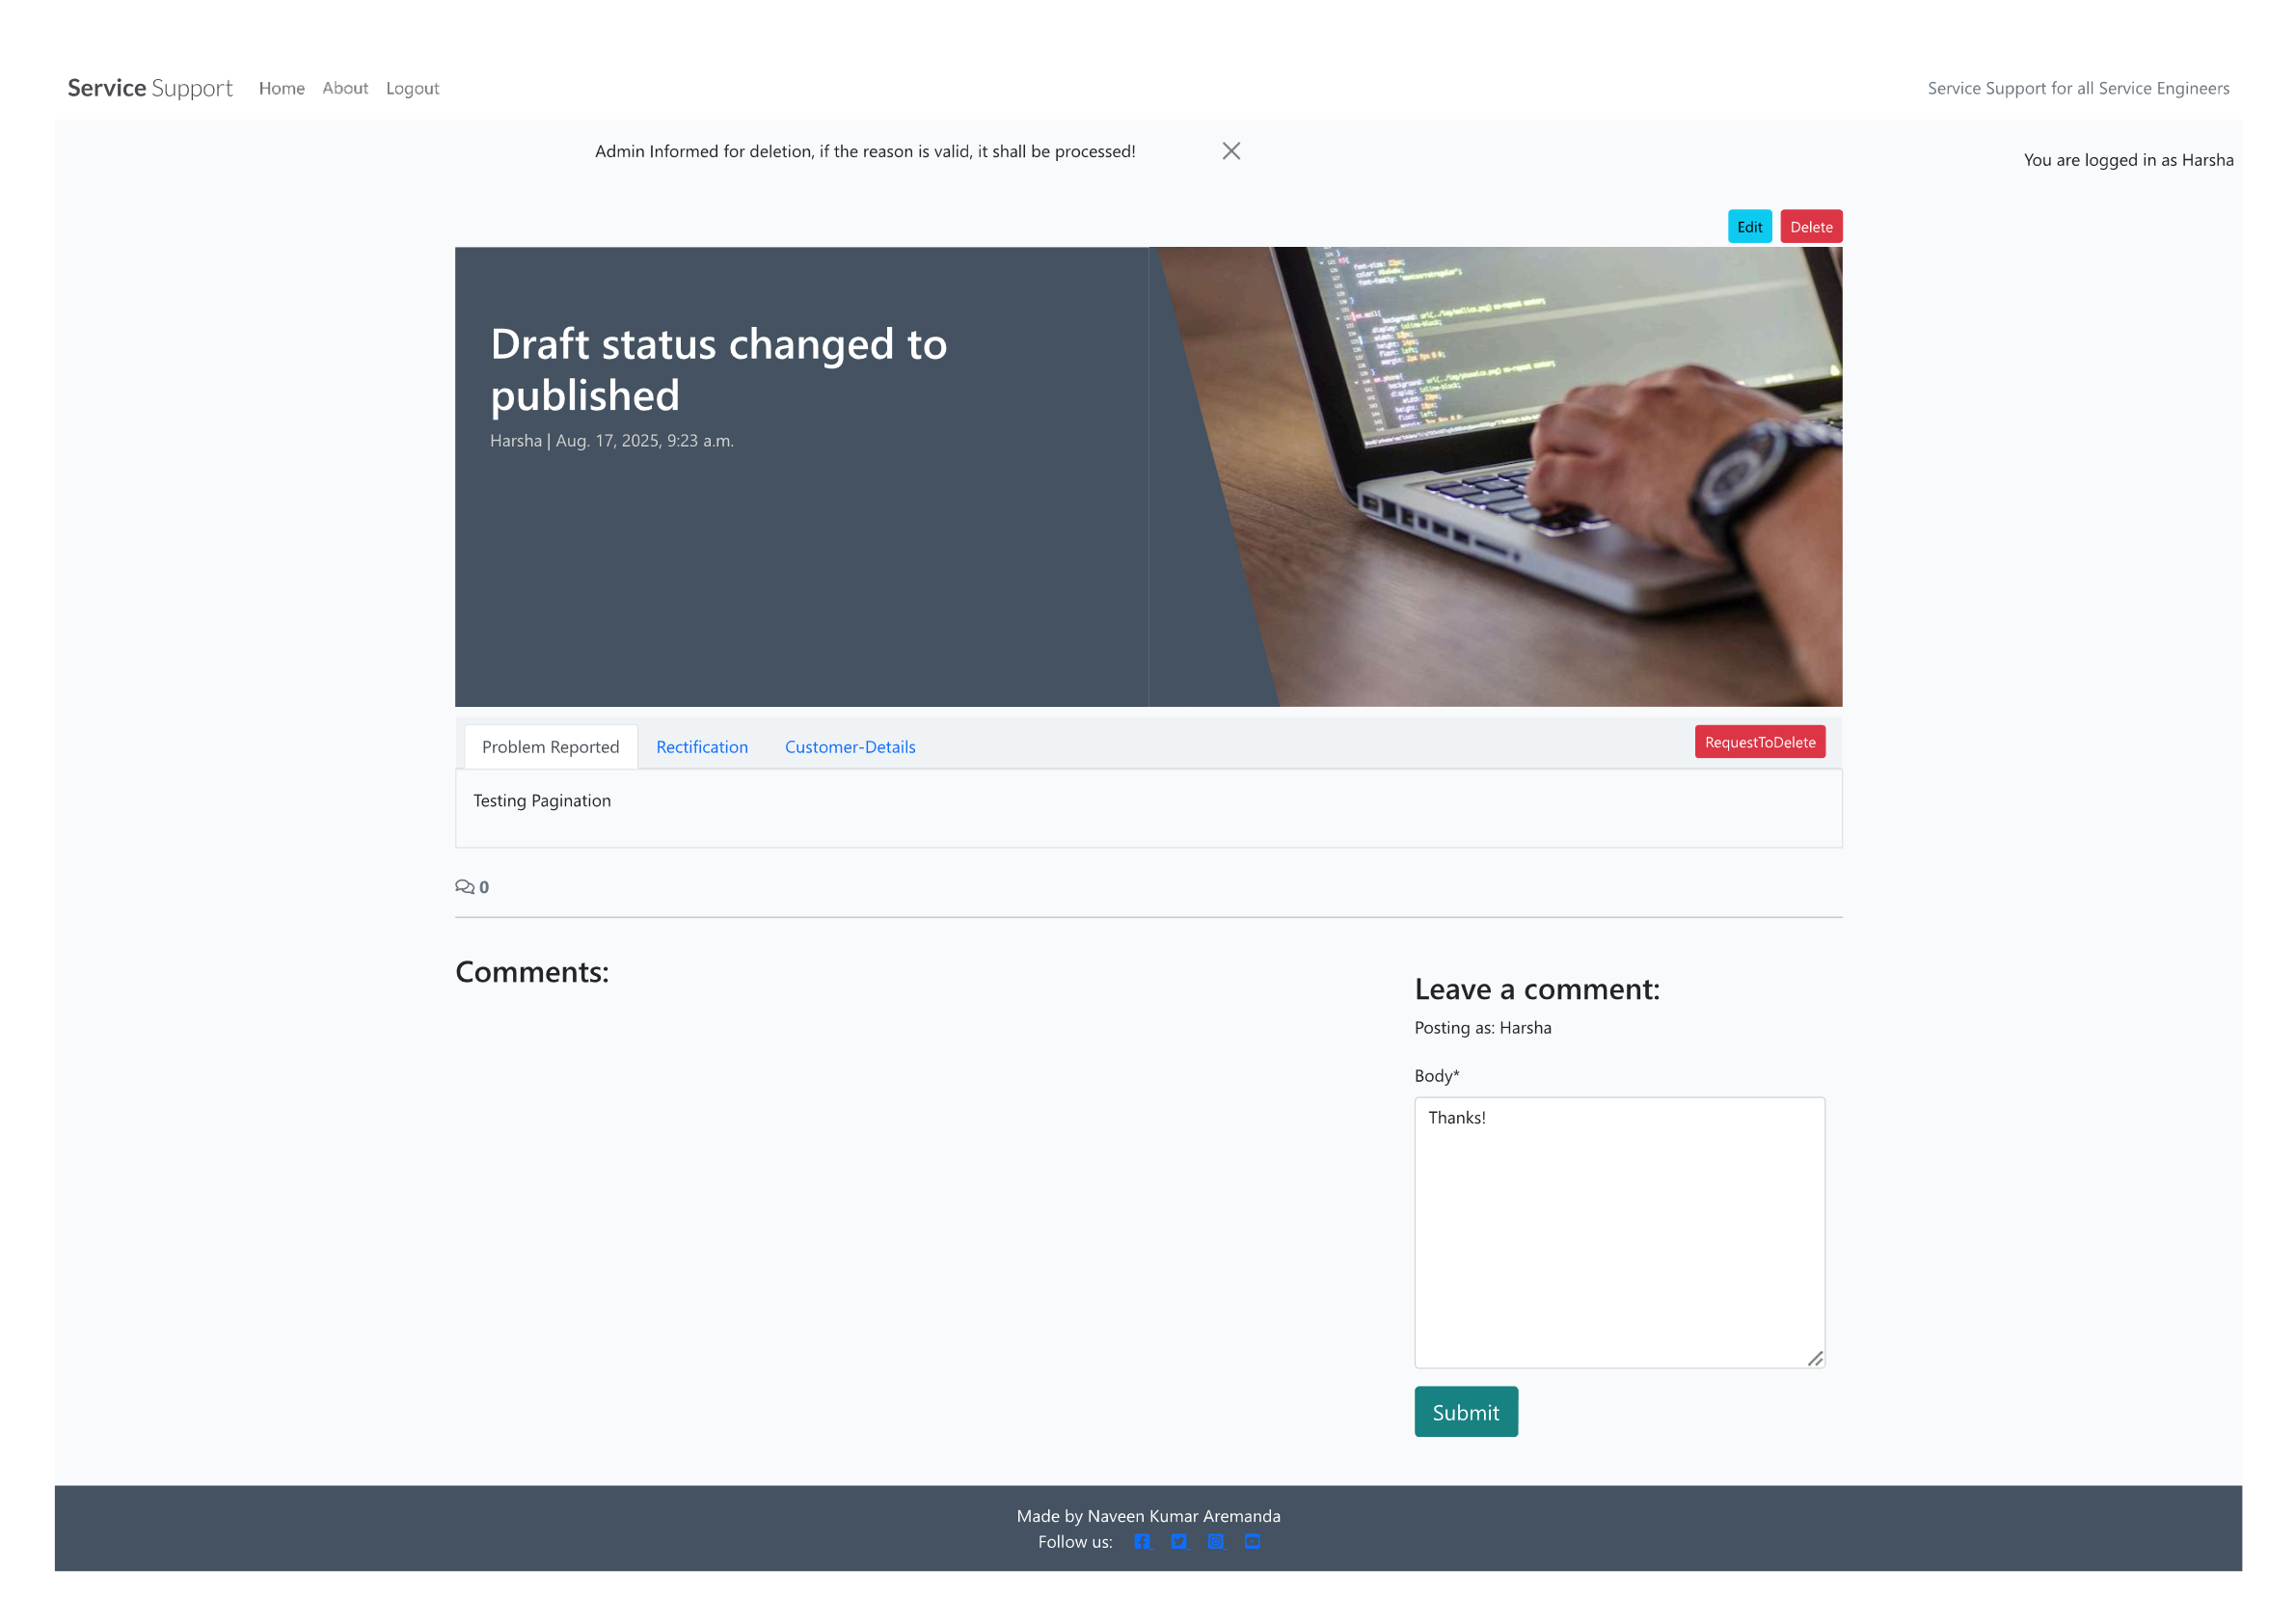 Service Support Home About Logout Service Support for all Service Engineers
Admin Informed for deletion, if the reason is valid, it shall be processed!
You are logged in as Harsha
Edit Delete
Draft status changed to
published
Harsha | Aug. 17, 2025, 9:23 a.m.
Problem Reported Rectification Customer-Details RequestToDelete
Testing Pagination
0
Comments:
Leave a comment:
Posting as: Harsha
Body*
Thanks!
Submit
Made by Naveen Kumar Aremanda
Follow us: